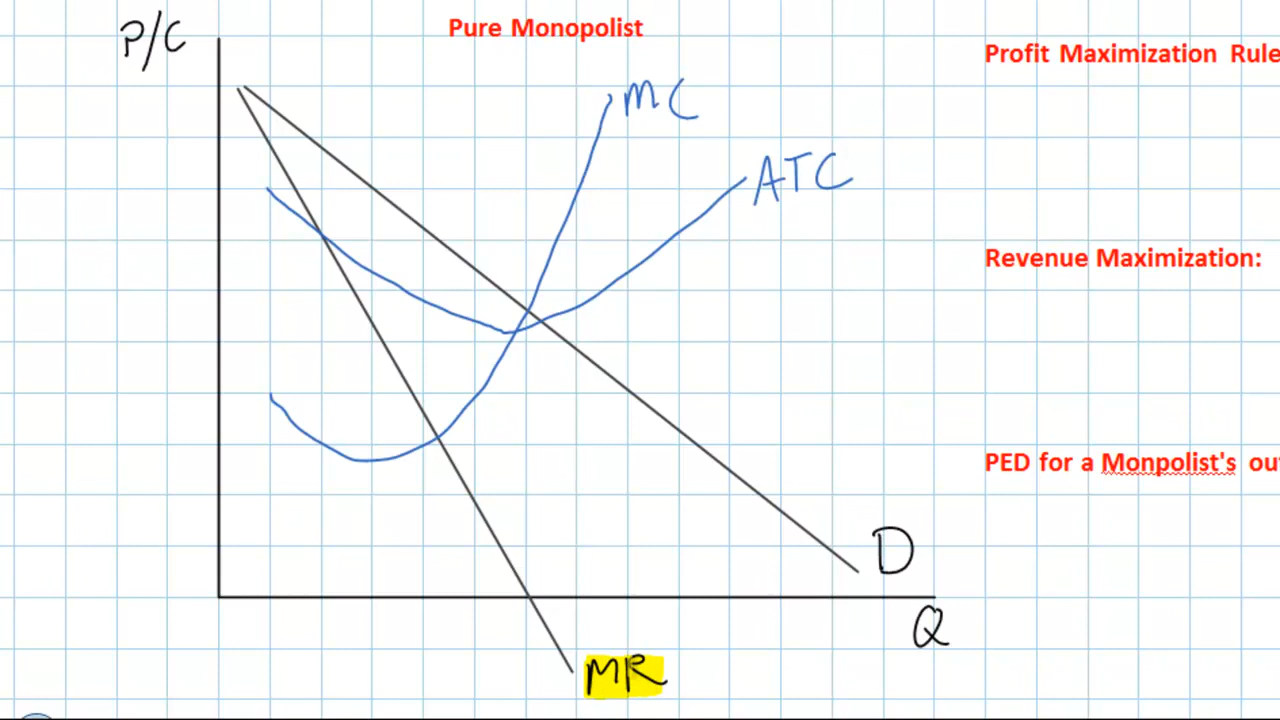 Pure Monopolist
P/C
Profit Maximization Rule
MC
ATC
Revenue Maximization:
PED for a Monpolist's ou
D
Q
MR